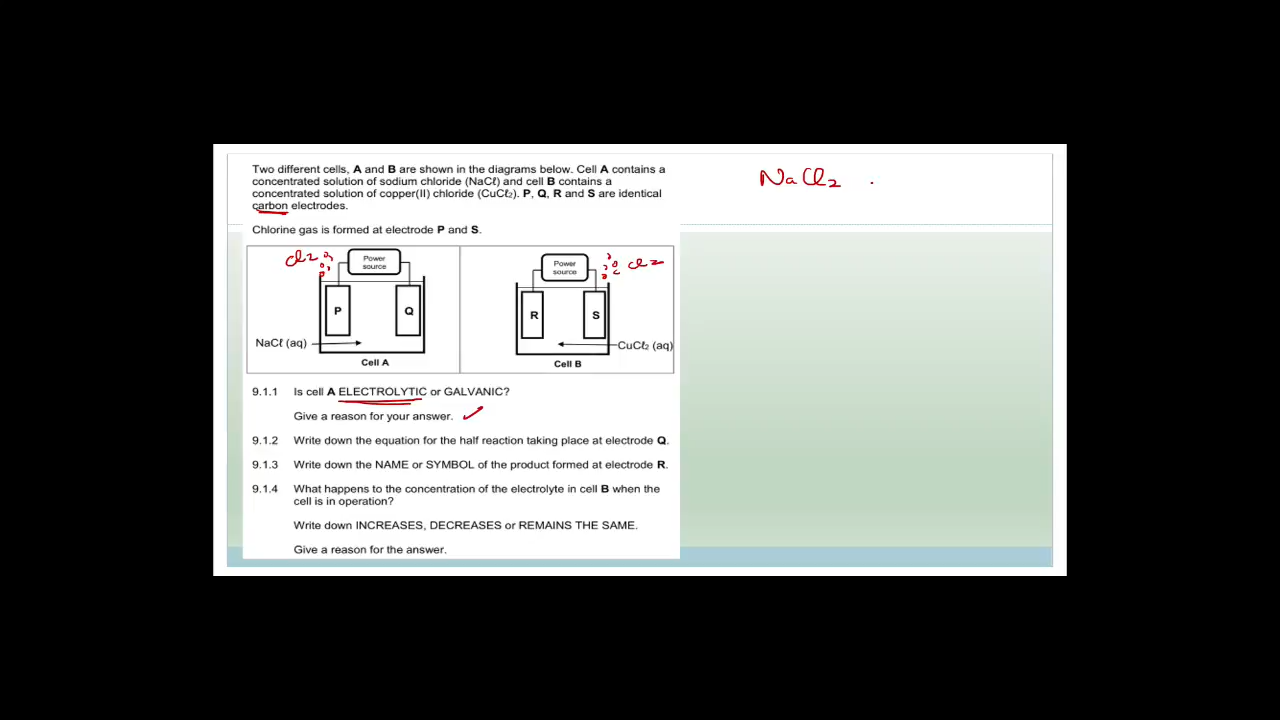 Two different cells, A and B are shown in the diagrams below. Cell A contains a
concentrated solution of sodium chloride (NaCℓ) and cell B contains a
concentrated solution of copper(II) chloride (CuCℓ₂). P, Q, R and S are identical
carbon electrodes.
Chlorine gas is formed at electrode P and S.
NaCl₂ .
Cl₂
Power
source
P
Q
NaCℓ (aq)
Cell A
Power
source
Cl₂
R
S
CuCℓ₂ (aq)
Cell B
9.1.1 Is cell A ELECTROLYTIC or GALVANIC?
Give a reason for your answer.
9.1.2 Write down the equation for the half reaction taking place at electrode Q.
9.1.3 Write down the NAME or SYMBOL of the product formed at electrode R.
9.1.4 What happens to the concentration of the electrolyte in cell B when the
cell is in operation?
Write down INCREASES, DECREASES or REMAINS THE SAME.
Give a reason for the answer.